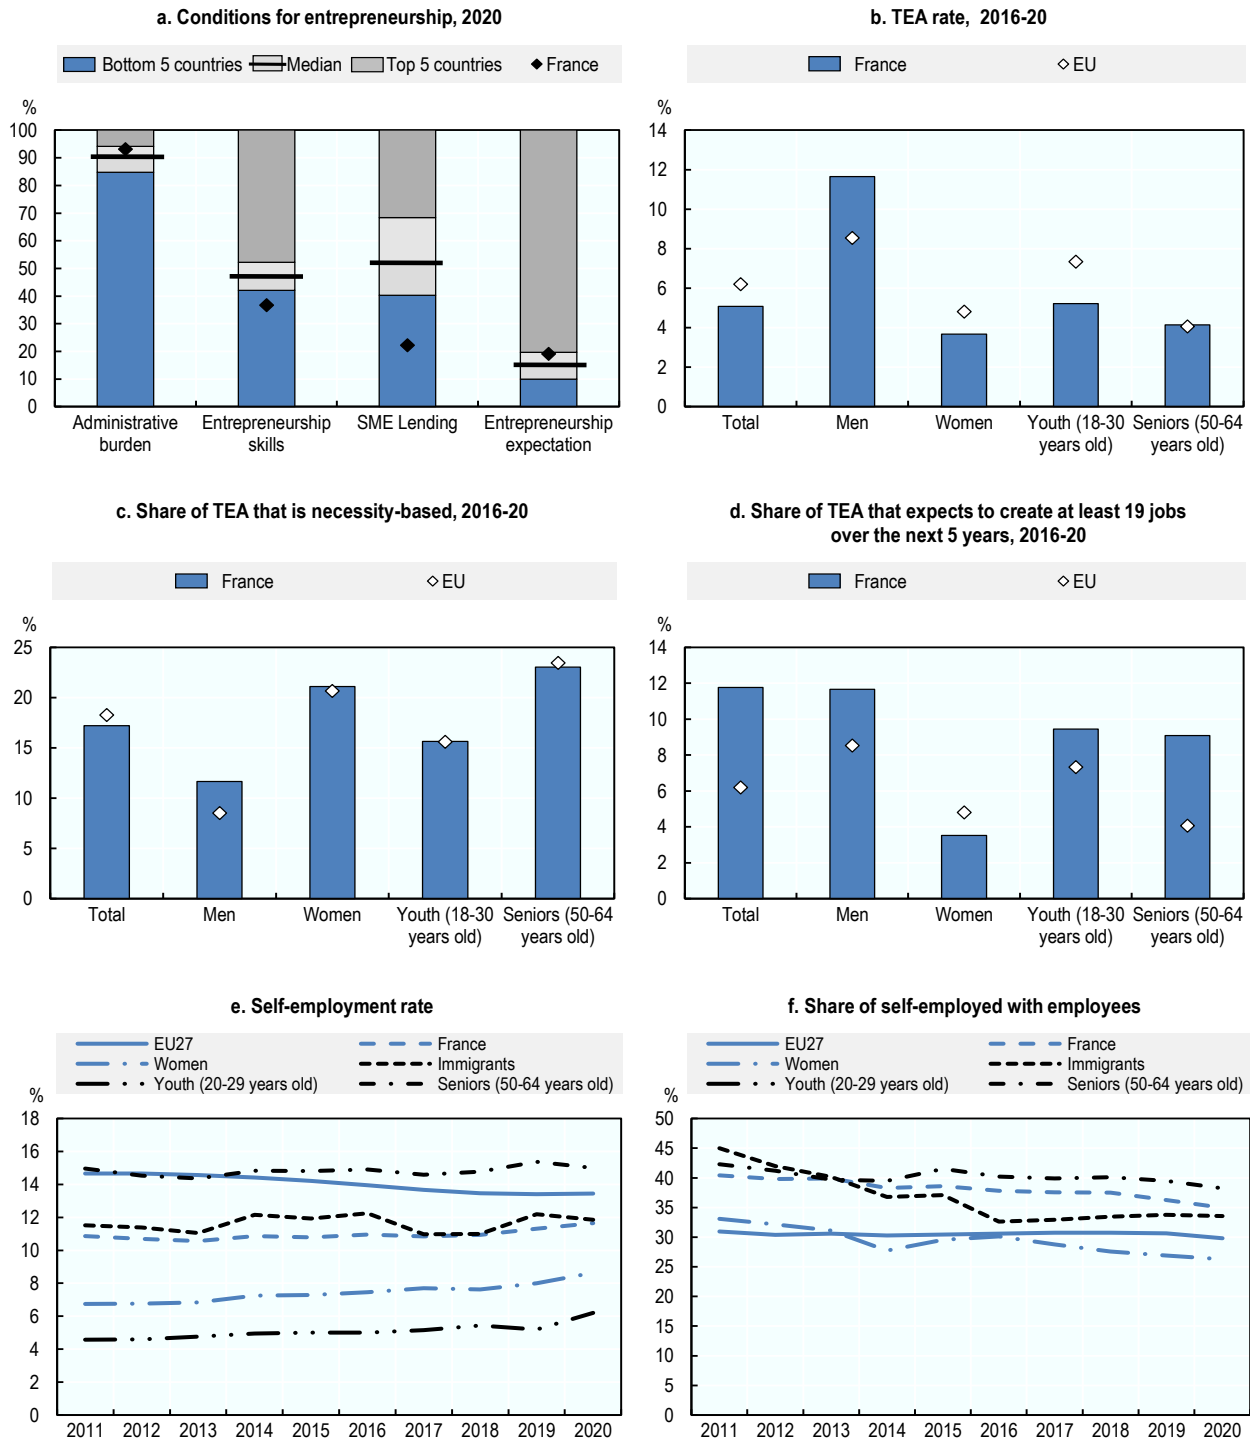 a. Conditions for entrepreneurship, 2020
Bottom 5 countries Median Top 5 countries France
%
100
90
80
70
60
50
40
30
20
10
0
Administrative burden
Entrepreneurship skills
SME Lending
Entrepreneurship expectation
b. TEA rate, 2016-20
France EU
%
14
12
10
8
6
4
2
0
Total
Men
Women
Youth (18-30 years old)
Seniors (50-64 years old)
c. Share of TEA that is necessity-based, 2016-20
France EU
%
25
20
15
10
5
0
Total
Men
Women
Youth (18-30 years old)
Seniors (50-64 years old)
d. Share of TEA that expects to create at least 19 jobs
over the next 5 years, 2016-20
France EU
%
14
12
10
8
6
4
2
0
Total
Men
Women
Youth (18-30 years old)
Seniors (50-64 years old)
e. Self-employment rate
EU27 France
Women Immigrants
Youth (20-29 years old) Seniors (50-64 years old)
%
18
16
14
12
10
8
6
4
2
0
2011 2012 2013 2014 2015 2016 2017 2018 2019 2020
f. Share of self-employed with employees
EU27 France
Women Immigrants
Youth (20-29 years old) Seniors (50-64 years old)
%
50
45
40
35
30
25
20
15
10
5
0
2011 2012 2013 2014 2015 2016 2017 2018 2019 2020